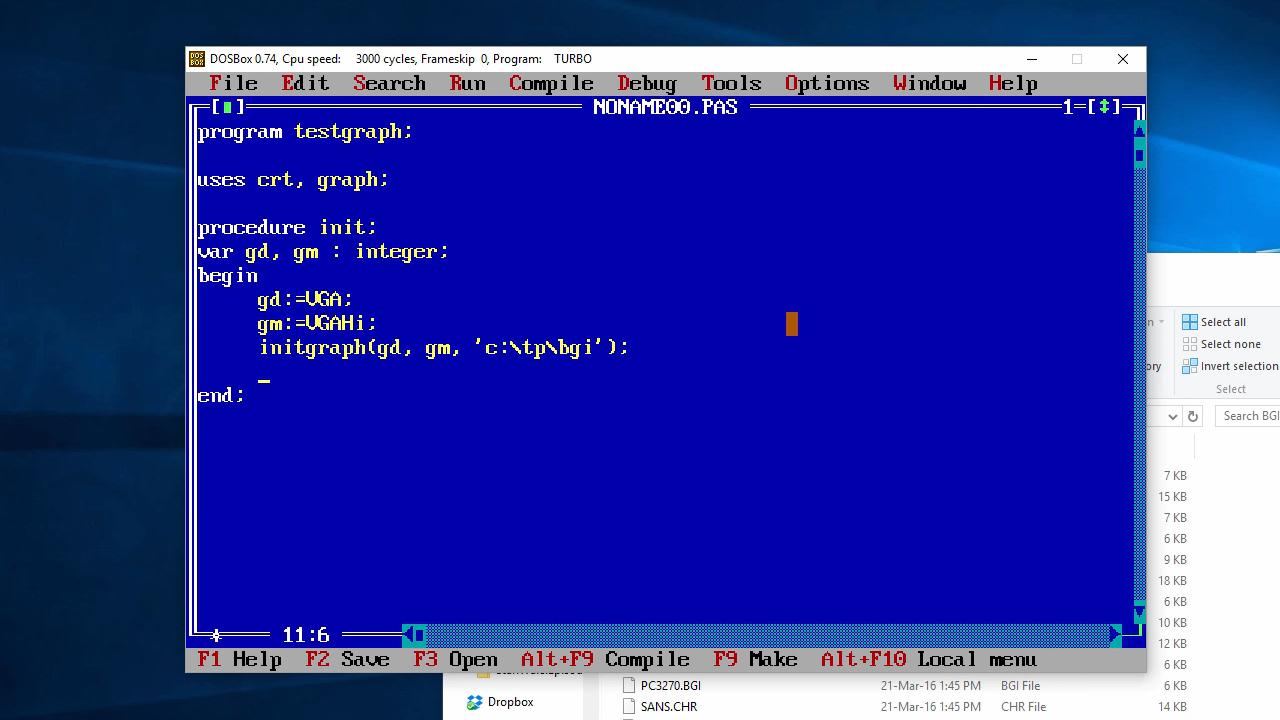 DOSBox 0.74, Cpu speed: 3000 cycles, Frameskip 0, Program: TURBO
File Edit Search Run Compile Debug Tools Options Window Help
[■] NONAME00.PAS 1=[↕]
program testgraph;
uses crt, graph;
procedure init;
var gd, gm : integer;
begin
gd:=VGA;
gm:=VGAHi;
initgraph(gd, gm, 'c:\tp\bgi');
_
end;
* 11:6
F1 Help F2 Save F3 Open Alt+F9 Compile F9 Make Alt+F10 Local menu
Select all
Select none
Invert selection
Select
Search BGI
7 KB
15 KB
7 KB
6 KB
9 KB
18 KB
6 KB
10 KB
12 KB
6 KB
Dropbox
PC3270.BGI 21-Mar-16 1:45 PM BGI File 6 KB
SANS.CHR 21-Mar-16 1:45 PM CHR File 14 KB